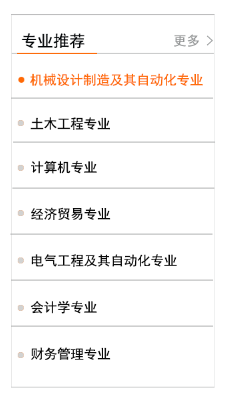 专业推荐 更多 >
机械设计制造及其自动化专业
土木工程专业
计算机专业
经济贸易专业
电气工程及其自动化专业
会计学专业
财务管理专业